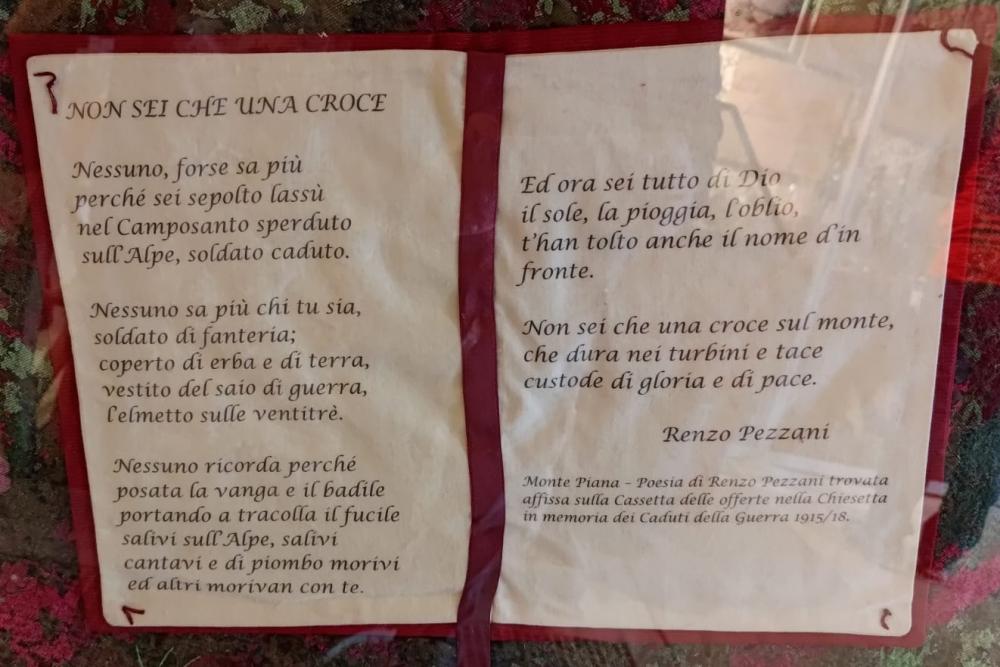 NON SEI CHE UNA CROCE
Nessuno, forse sa più
perché sei sepolto lassù
nel Camposanto sperduto
sull'Alpe, soldato caduto.
Nessuno sa più chi tu sia,
soldato di fanteria;
coperto di erba e di terra,
vestito del saio di guerra,
l'elmetto sulle ventitrè.
Nessuno ricorda perché
posata la vanga e il badile
portando a tracolla il fucile
salivi sull'Alpe, salivi
cantavi e di piombo morivi
ed altri morivan con te.
Ed ora sei tutto di Dio
il sole, la pioggia, l'oblio,
t'han tolto anche il nome d'in
fronte.
Non sei che una croce sul monte,
che dura nei turbini e tace
custode di gloria e di pace.
Renzo Pezzani
Monte Piana - Poesia di Renzo Pezzani trovata
affissa sulla Cassetta delle offerte nella Chiesetta
in memoria dei Caduti della Guerra 1915/18.